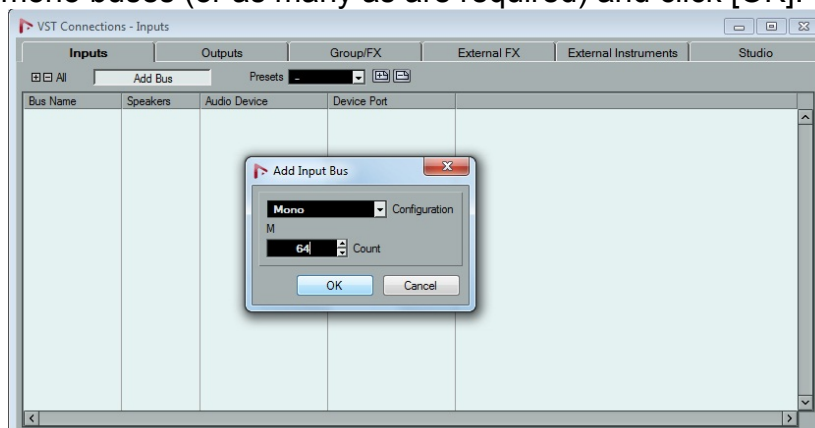 mono busses (or as many as are required) and click [OK].
VST Connections - Inputs
Inputs Outputs Group/FX External FX External Instruments Studio
All Add Bus Presets -
Bus Name Speakers Audio Device Device Port
Add Input Bus
Mono Configuration
M
64 Count
OK Cancel